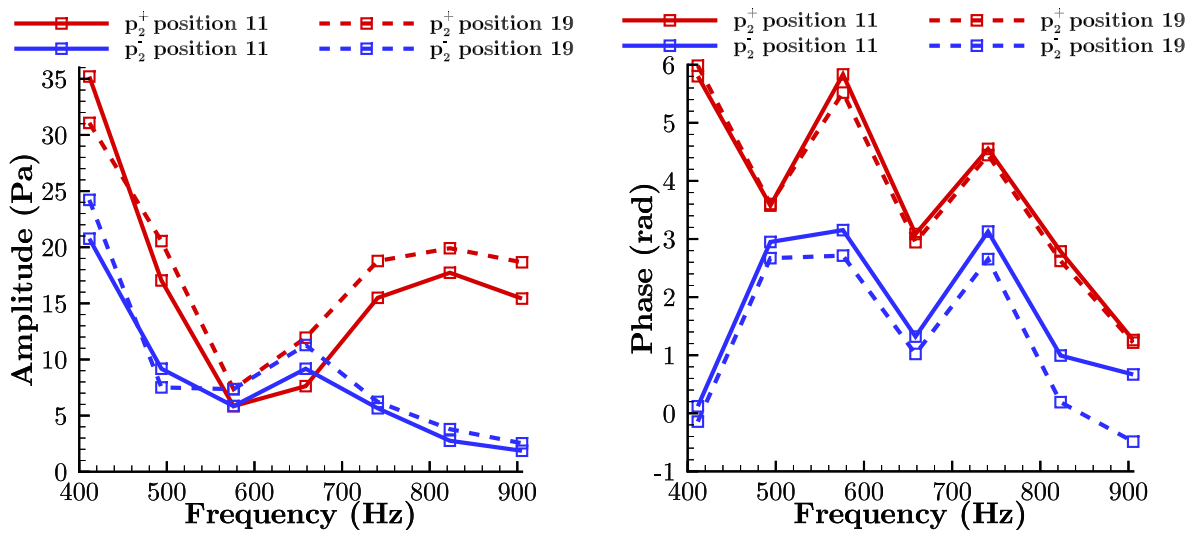 p₂⁺ position 11 p₂⁺ position 19
p₂⁻ position 11 p₂⁻ position 19
35
30
25
20
15
10
5
0
Amplitude (Pa)
400 500 600 700 800 900
Frequency (Hz)
p₂⁺ position 11 p₂⁺ position 19
p₂⁻ position 11 p₂⁻ position 19
6
5
4
3
2
1
0
-1
Phase (rad)
400 500 600 700 800 900
Frequency (Hz)